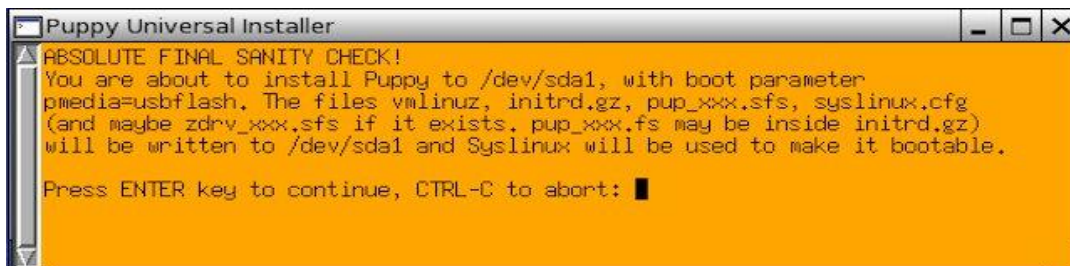 Puppy Universal Installer
ABSOLUTE FINAL SANITY CHECK!
You are about to install Puppy to /dev/sda1, with boot parameter
pmedia=usbflash. The files vmlinuz, initrd.gz, pup_xxx.sfs, syslinux.cfg
(and maybe zdrv_xxx.sfs if it exists. pup_xxx.fs may be inside initrd.gz)
will be written to /dev/sda1 and Syslinux will be used to make it bootable.
Press ENTER key to continue, CTRL-C to abort: